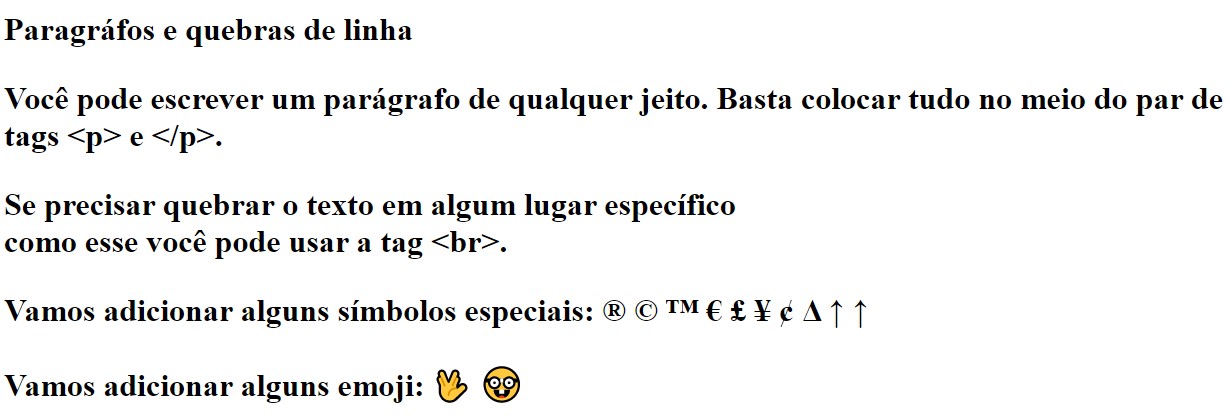 Paragráfos e quebras de linha
Você pode escrever um parágrafo de qualquer jeito. Basta colocar tudo no meio do par de
tags <p> e </p>.
Se precisar quebrar o texto em algum lugar específico
como esse você pode usar a tag <br>.
Vamos adicionar alguns símbolos especiais: ® © ™ € £ ¥ ¢ Δ ↑ ↑
Vamos adicionar alguns emoji: 🖖 🤓